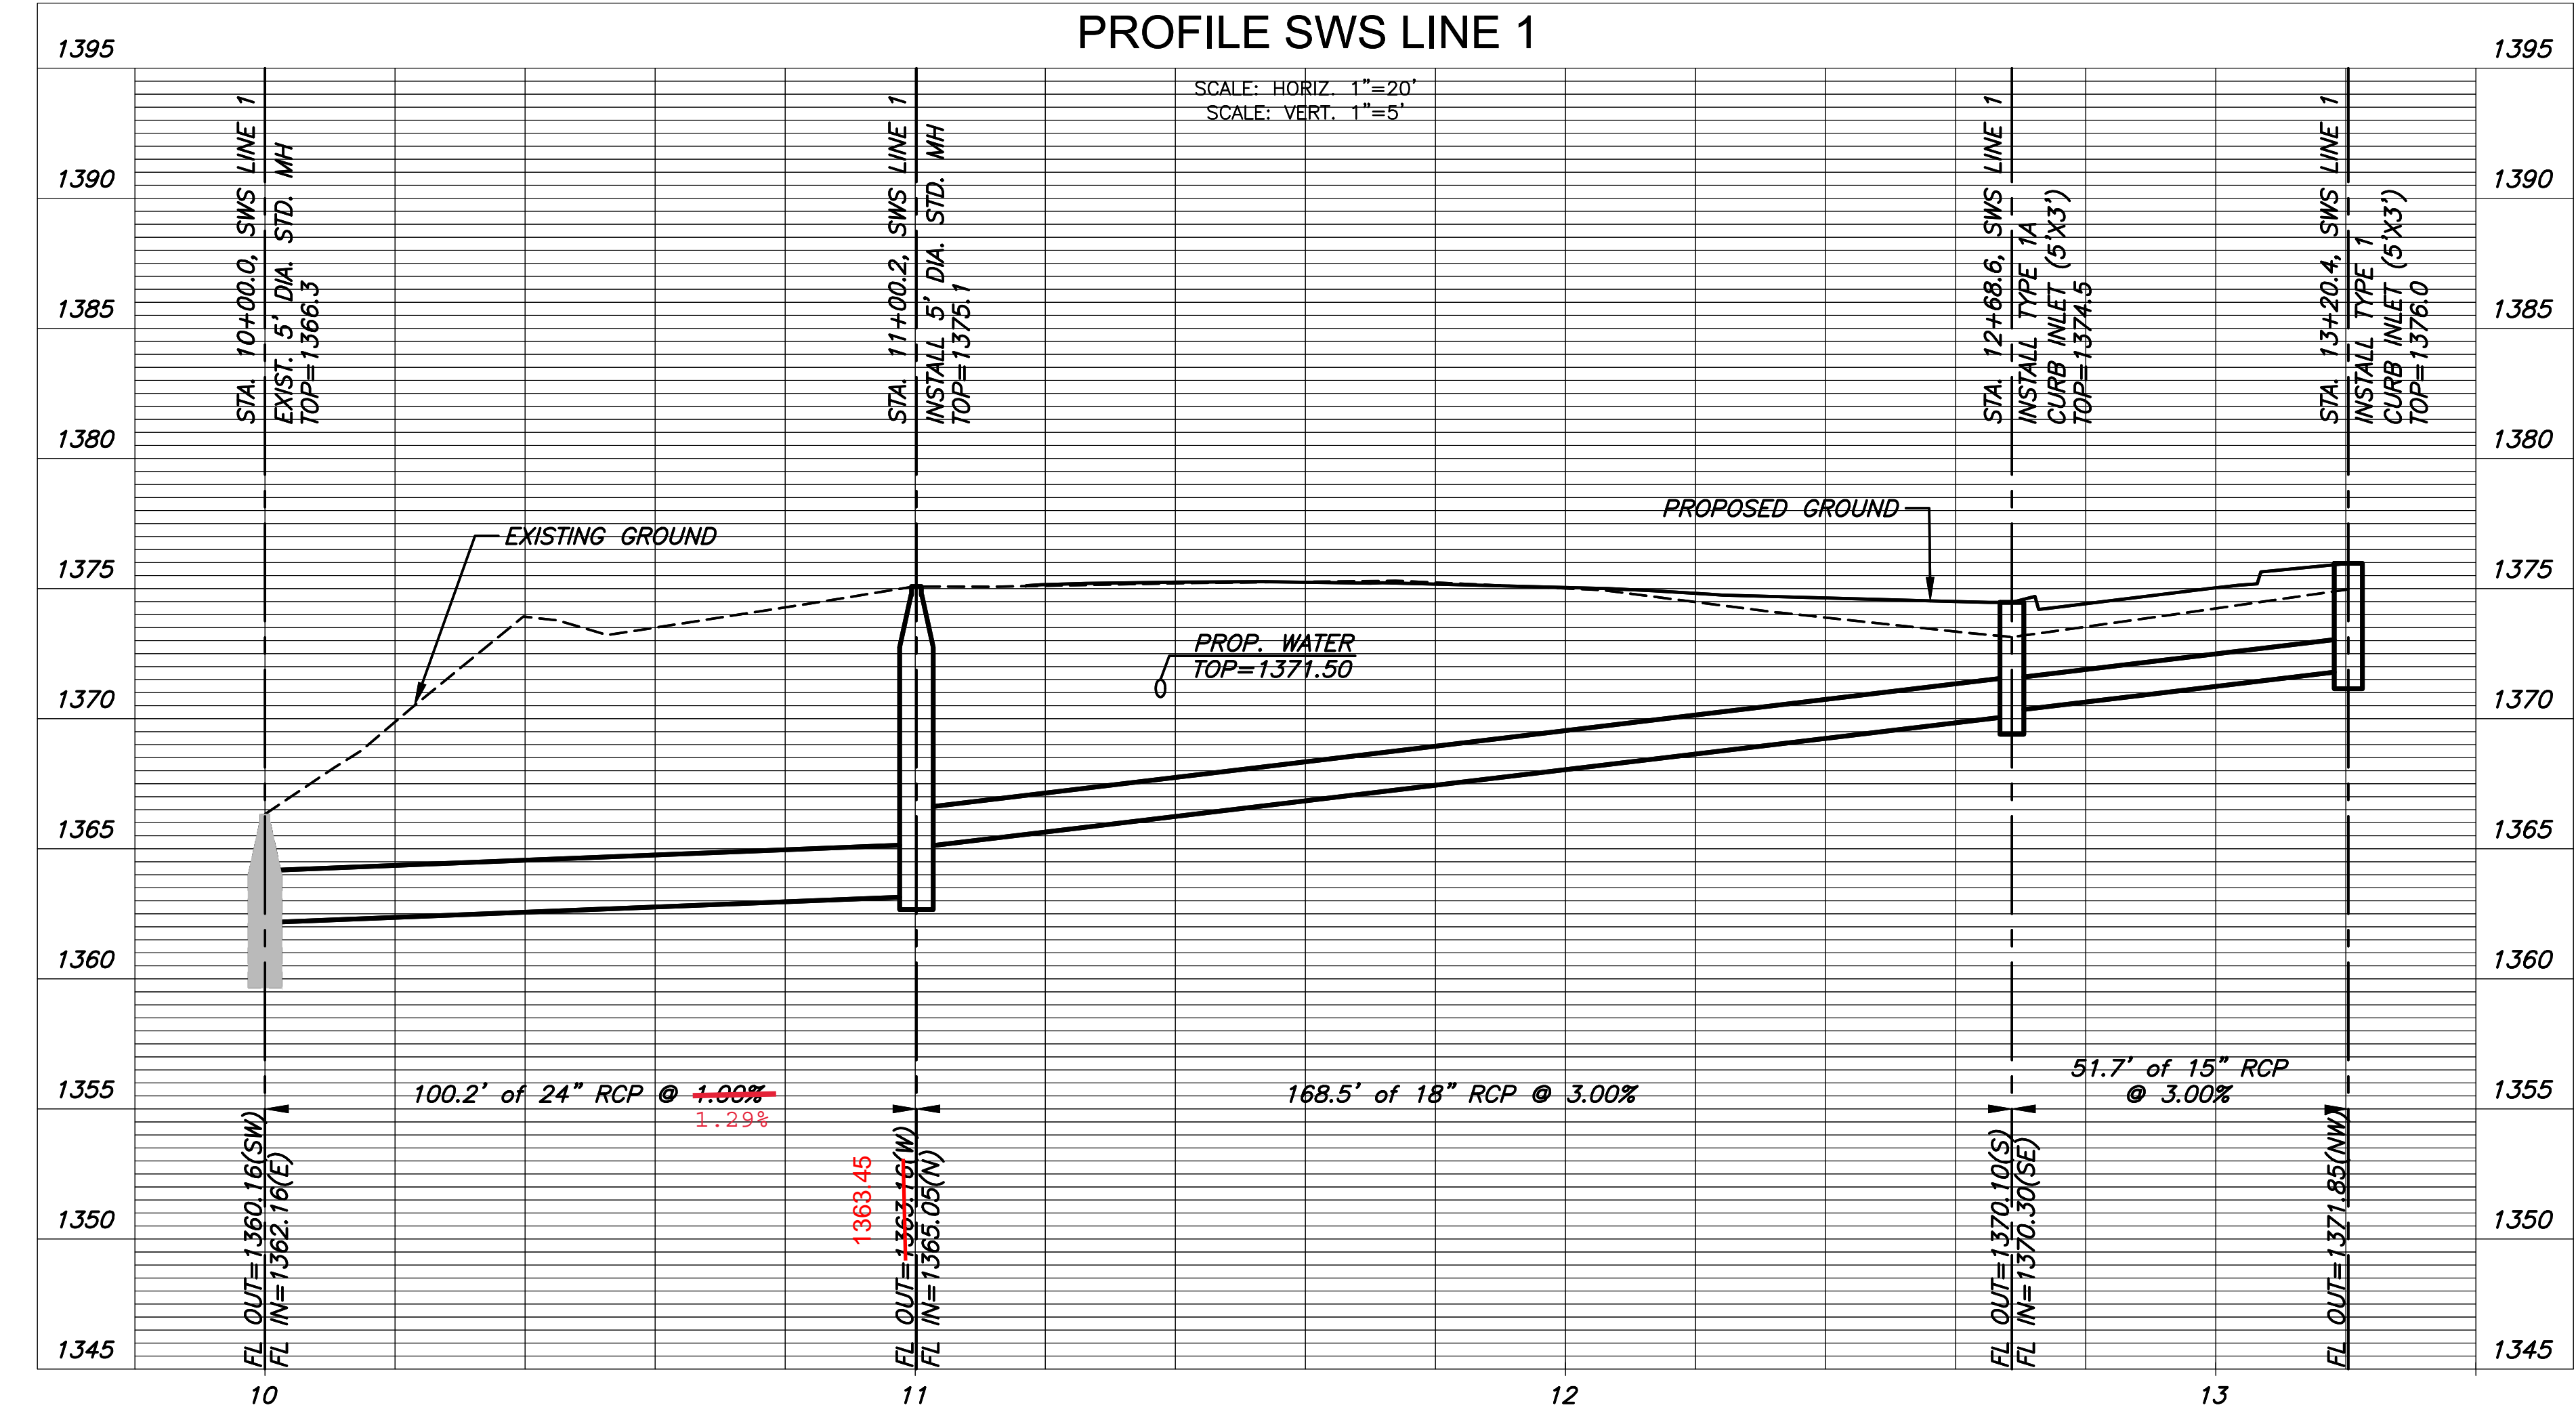 PROFILE SWS LINE 1
SCALE: HORIZ. 1"=20'
SCALE: VERT. 1"=5'
1395
1390
1385
1380
1375
1370
1365
1360
1355
1350
1345
1395
1390
1385
1380
1375
1370
1365
1360
1355
1350
1345
STA. 10+00.0, SWS LINE 1
EXIST. 5' DIA. STD. MH
TOP=1366.3
STA. 11+00.2, SWS LINE 1
INSTALL 5' DIA. STD. MH
TOP=1375.1
STA. 12+68.6, SWS LINE 1
INSTALL TYPE 1A
CURB INLET (5'X3')
TOP=1374.5
STA. 13+20.4, SWS LINE 1
INSTALL TYPE 1
CURB INLET (5'X3')
TOP=1376.0
EXISTING GROUND
PROPOSED GROUND
PROP. WATER
TOP=1371.50
100.2' of 24" RCP @ 1.00%
1.29%
168.5' of 18" RCP @ 3.00%
51.7' of 15" RCP
@ 3.00%
FL OUT=1360.16(SW)
FL IN=1362.16(E)
1363.45
FL OUT=1363.16(W)
FL IN=1365.05(N)
FL OUT=1370.10(S)
FL IN=1370.30(SE)
FL OUT=1371.85(NW)
10
11
12
13